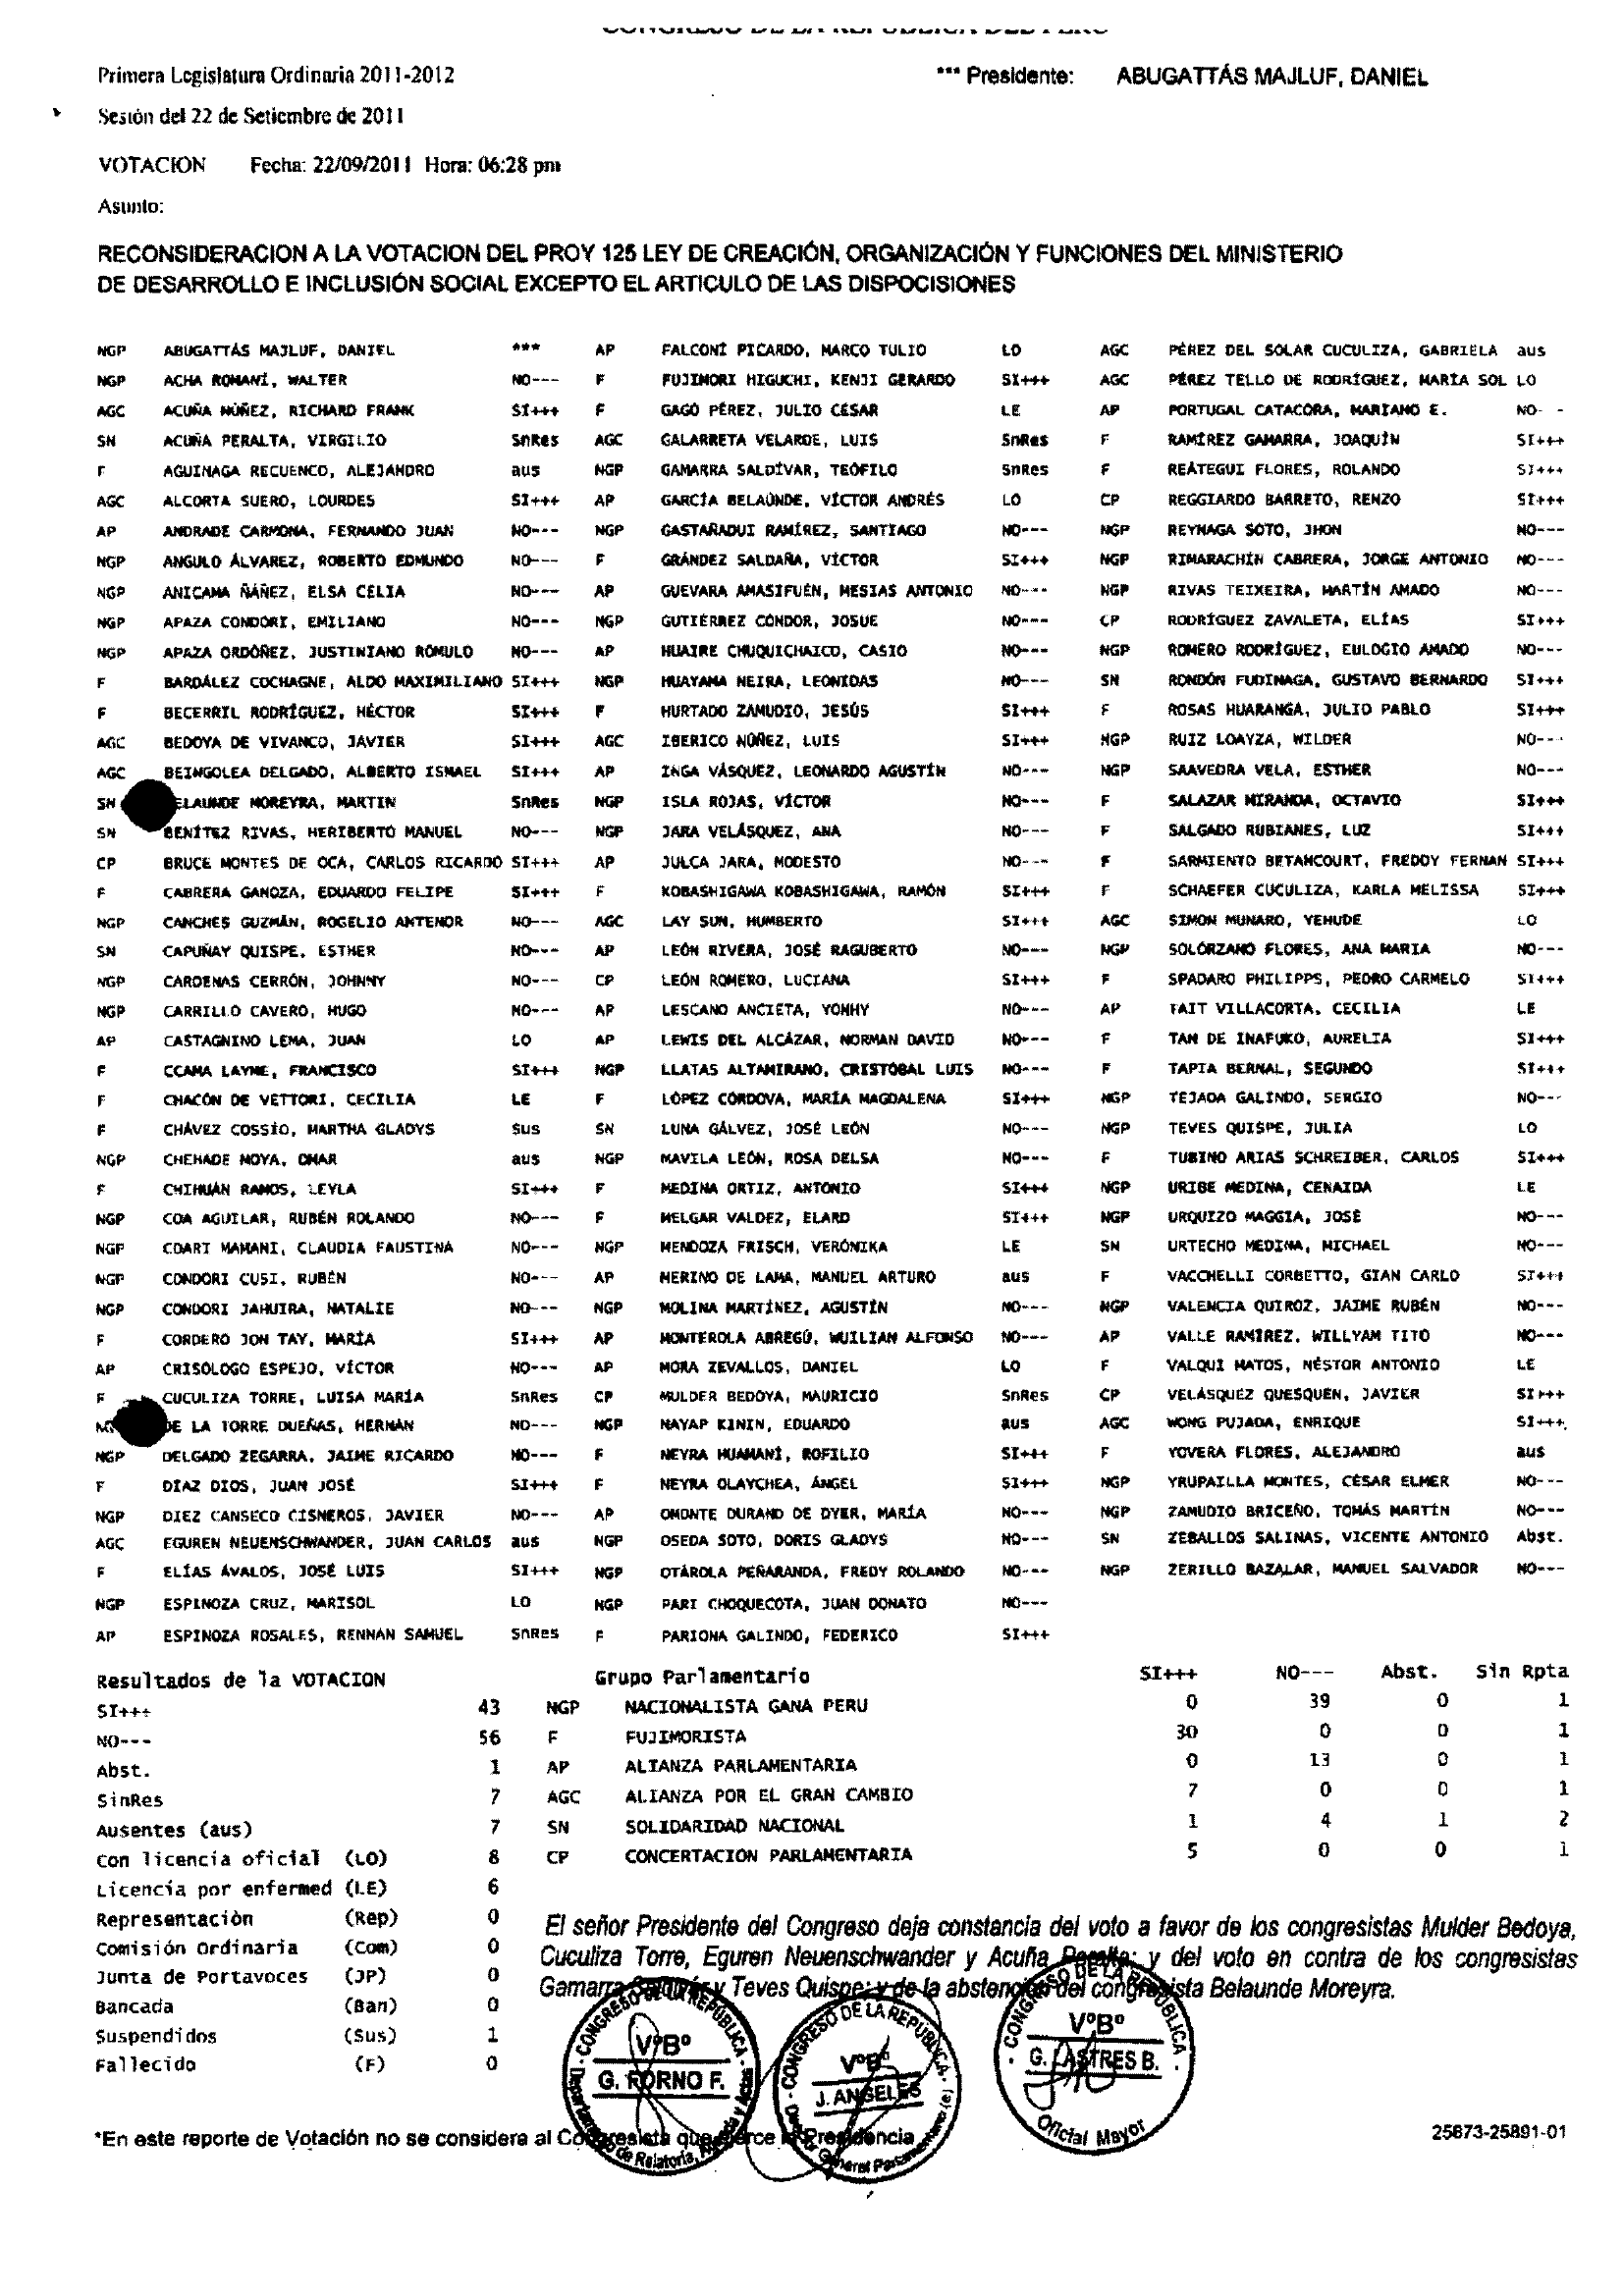 CONGRESO DE LA REPUBLICA DEL PERU
Primera Legislatura Ordinaria 2011-2012 *** Presidente: ABUGATTÁS MAJLUF, DANIEL
Sesión del 22 de Setiembre de 2011
VOTACION Fecha: 22/09/2011 Hora: 06:28 pm
Asunto:
RECONSIDERACION A LA VOTACION DEL PROY 125 LEY DE CREACIÓN, ORGANIZACIÓN Y FUNCIONES DEL MINISTERIO
DE DESARROLLO E INCLUSIÓN SOCIAL EXCEPTO EL ARTICULO DE LAS DISPOCISIONES
NGP ABUGATTÁS MAJLUF, DANIEL *** AP FALCONÍ PICARDO, MARCO TULIO LO AGC PÉREZ DEL SOLAR CUCULIZA, GABRIELA aus
NGP ACHA ROMANÍ, WALTER NO--- F FUJIMORI HIGUCHI, KENJI GERARDO SI+++ AGC PÉREZ TELLO DE RODRÍGUEZ, MARÍA SOL LO
AGC ACUÑA NÚÑEZ, RICHARD FRANK SI+++ F GAGÓ PÉREZ, JULIO CÉSAR LE AP PORTUGAL CATACORA, MARIANO E. NO- -
SN ACUÑA PERALTA, VIRGILIO SnRes AGC GALARRETA VELARDE, LUIS SnRes F RAMÍREZ GAMARRA, JOAQUÍN SI+++
F AGUINAGA RECUENCO, ALEJANDRO aus NGP GAMARRA SALDÍVAR, TEÓFILO SnRes F REÁTEGUI FLORES, ROLANDO SI+++
AGC ALCORTA SUERO, LOURDES SI+++ AP GARCÍA BELAÚNDE, VÍCTOR ANDRÉS LO CP REGGIARDO BARRETO, RENZO SI+++
AP ANDRADE CARMONA, FERNANDO JUAN NO--- NGP GASTAÑADUI RAMÍREZ, SANTIAGO NO--- NGP REYNAGA SOTO, JHON NO---
NGP ANGULO ÁLVAREZ, ROBERTO EDMUNDO NO--- F GRÁNDEZ SALDAÑA, VÍCTOR SI+++ NGP RIMARACHÍN CABRERA, JORGE ANTONIO NO---
NGP ANICAMA ÑÁÑEZ, ELSA CELIA NO--- AP GUEVARA AMASIFUÉN, MESIAS ANTONIO NO--- NGP RIVAS TEIXEIRA, MARTÍN AMADO NO---
NGP APAZA CONDORI, EMILIANO NO--- NGP GUTIÉRREZ CÓNDOR, JOSUE NO--- CP RODRÍGUEZ ZAVALETA, ELÍAS SI+++
NGP APAZA ORDÓÑEZ, JUSTINIANO RÓMULO NO--- AP HUAIRE CHUQUICHAICO, CASIO NO--- NGP ROMERO RODRÍGUEZ, EULOGIO AMADO NO---
F BARDÁLEZ COCHAGNE, ALDO MAXIMILIANO SI+++ NGP HUAYAMA NEIRA, LEONIDAS NO--- SN RONDÓN FUDINAGA, GUSTAVO BERNARDO SI+++
F BECERRIL RODRÍGUEZ, HÉCTOR SI+++ F HURTADO ZAMUDIO, JESÚS SI+++ F ROSAS HUARANGA, JULIO PABLO SI+++
AGC BEDOYA DE VIVANCO, JAVIER SI+++ AGC IBERICO NÚÑEZ, LUIS SI+++ NGP RUIZ LOAYZA, WILDER NO---
AGC BEINGOLEA DELGADO, ALBERTO ISMAEL SI+++ AP INGA VÁSQUEZ, LEONARDO AGUSTÍN NO--- NGP SAAVEDRA VELA, ESTHER NO---
SN ELAUNDE MOREYRA, MARTIN SnRes NGP ISLA ROJAS, VÍCTOR NO--- F SALAZAR MIRANDA, OCTAVIO SI+++
SN BENÍTEZ RIVAS, HERIBERTO MANUEL NO--- NGP JARA VELÁSQUEZ, ANA NO--- F SALGADO RUBIANES, LUZ SI+++
CP BRUCE MONTES DE OCA, CARLOS RICARDO SI+++ AP JULCA JARA, MODESTO NO--- F SARMIENTO BETANCOURT, FREDDY FERNAN SI+++
F CABRERA GANOZA, EDUARDO FELIPE SI+++ F KOBASHIGAWA KOBASHIGAWA, RAMÓN SI+++ F SCHAEFER CUCULIZA, KARLA MELISSA SI+++
NGP CANCHES GUZMÁN, ROGELIO ANTENOR NO--- AGC LAY SUN, HUMBERTO SI+++ AGC SIMON MUNARO, YEHUDE LO
SN CAPUÑAY QUISPE, ESTHER NO--- AP LEÓN RIVERA, JOSÉ RAGUBERTO NO--- NGP SOLÓRZANO FLORES, ANA MARIA NO---
NGP CARDENAS CERRÓN, JOHNNY NO--- CP LEÓN ROMERO, LUCIANA SI+++ F SPADARO PHILIPPS, PEDRO CARMELO SI+++
NGP CARRILLO CAVERO, HUGO NO--- AP LESCANO ANCIETA, YONHY NO--- AP TAIT VILLACORTA, CECILIA LE
AP CASTAGNINO LEMA, JUAN LO AP LEWIS DEL ALCÁZAR, NORMAN DAVID NO--- F TAN DE INAFUKO, AURELIA SI+++
F CCAMA LAYME, FRANCISCO SI+++ NGP LLATAS ALTAMIRANO, CRISTÓBAL LUIS NO--- F TAPIA BERNAL, SEGUNDO SI+++
F CHACÓN DE VETTORI, CECILIA LE F LÓPEZ CÓRDOVA, MARÍA MAGDALENA SI+++ NGP TEJADA GALINDO, SERGIO NO---
F CHÁVEZ COSSÍO, MARTHA GLADYS Sus SN LUNA GÁLVEZ, JOSÉ LEÓN NO--- NGP TEVES QUISPE, JULIA LO
NGP CHEHADE MOYA, OMAR aus NGP MAVILA LEÓN, ROSA DELSA NO--- F TUBINO ARIAS SCHREIBER, CARLOS SI+++
F CHIHUÁN RAMOS, LEYLA SI+++ F MEDINA ORTIZ, ANTONIO SI+++ NGP URIBE MEDINA, CENAIDA LE
NGP COA AGUILAR, RUBÉN ROLANDO NO--- F MELGAR VALDEZ, ELARD SI+++ NGP URQUIZO MAGGIA, JOSÉ NO---
NGP COARI MAMANI, CLAUDIA FAUSTINA NO--- NGP MENDOZA FRISCH, VERÓNIKA LE SN URTECHO MEDINA, MICHAEL NO---
NGP CONDORI CUSI, RUBÉN NO--- AP MERINO DE LAMA, MANUEL ARTURO aus F VACCHELLI CORBETTO, GIAN CARLO SI+++
NGP CONDORI JAHUIRA, NATALIE NO--- NGP MOLINA MARTÍNEZ, AGUSTÍN NO--- NGP VALENCIA QUIROZ, JAIME RUBÉN NO---
F CORDERO JON TAY, MARÍA SI+++ AP MONTEROLA ABREGÚ, WUILIAN ALFONSO NO--- AP VALLE RAMÍREZ, WILLYAM TITO NO---
AP CRISÓLOGO ESPEJO, VÍCTOR NO--- AP MORA ZEVALLOS, DANIEL LO F VALQUI MATOS, NÉSTOR ANTONIO LE
F CUCULIZA TORRE, LUISA MARÍA SnRes CP MULDER BEDOYA, MAURICIO SnRes CP VELÁSQUEZ QUESQUÉN, JAVIER SI+++
DE LA TORRE DUEÑAS, HERNÁN NO--- NGP NAYAP KININ, EDUARDO aus AGC WONG PUJADA, ENRIQUE SI+++
NGP DELGADO ZEGARRA, JAIME RICARDO NO--- F NEYRA HUAMANÍ, ROFILIO SI+++ F YOVERA FLORES, ALEJANDRO aus
F DÍAZ DIOS, JUAN JOSÉ SI+++ F NEYRA OLAYCHEA, ÁNGEL SI+++ NGP YRUPAILLA MONTES, CÉSAR ELMER NO---
NGP DIEZ CANSECO CISNEROS, JAVIER NO--- AP OMONTE DURAND DE DYER, MARÍA NO--- NGP ZAMUDIO BRICEÑO, TOMÁS MARTÍN NO---
AGC EGUREN NEUENSCHWANDER, JUAN CARLOS aus NGP OSEDA SOTO, DORIS GLADYS NO--- SN ZEBALLOS SALINAS, VICENTE ANTONIO Abst.
F ELÍAS ÁVALOS, JOSÉ LUIS SI+++ NGP OTÁROLA PEÑARANDA, FREDY ROLANDO NO--- NGP ZERILLO BAZALAR, MANUEL SALVADOR NO---
NGP ESPINOZA CRUZ, MARISOL LO NGP PARI CHOQUECOTA, JUAN DONATO NO---
AP ESPINOZA ROSALES, RENNAN SAMUEL SnRes F PARIONA GALINDO, FEDERICO SI+++
Resultados de la VOTACION Grupo Parlamentario SI+++ NO--- Abst. Sin Rpta
SI+++ 43 NGP NACIONALISTA GANA PERU 0 39 0 1
NO--- 56 F FUJIMORISTA 30 0 0 1
Abst. 1 AP ALIANZA PARLAMENTARIA 0 13 0 1
SinRes 7 AGC ALIANZA POR EL GRAN CAMBIO 7 0 0 1
Ausentes (aus) 7 SN SOLIDARIDAD NACIONAL 1 4 1 2
Con licencia oficial (LO) 8 CP CONCERTACION PARLAMENTARIA 5 0 0 1
Licencia por enfermed (LE) 6
Representación (Rep) 0
Comisión Ordinaria (Com) 0
Junta de Portavoces (JP) 0
Bancada (Ban) 0
Suspendidos (Sus) 1
Fallecido (F) 0
El señor Presidente del Congreso deja constancia del voto a favor de los congresistas Mulder Bedoya,
Cuculiza Torre, Eguren Neuenschwander y Acuña Peralta; y del voto en contra de los congresistas
Gamarra Saldívar y Teves Quispe; y de la abstención del congresista Belaunde Moreyra.
CONGRESO DE LA REPÚBLICA
VºBº
G. FORNO F.
Departamento de Relatoría, Agenda y Actas
CONGRESO DE LA REPÚBLICA
VºBº
J. ANGELES
General Parlamentario (e)
CONGRESO DE LA REPÚBLICA
VºBº
G. LASTRES B.
Oficial Mayor
*En este reporte de Votación no se considera al Congresista que ejerce la Presidencia
25873-25891-01